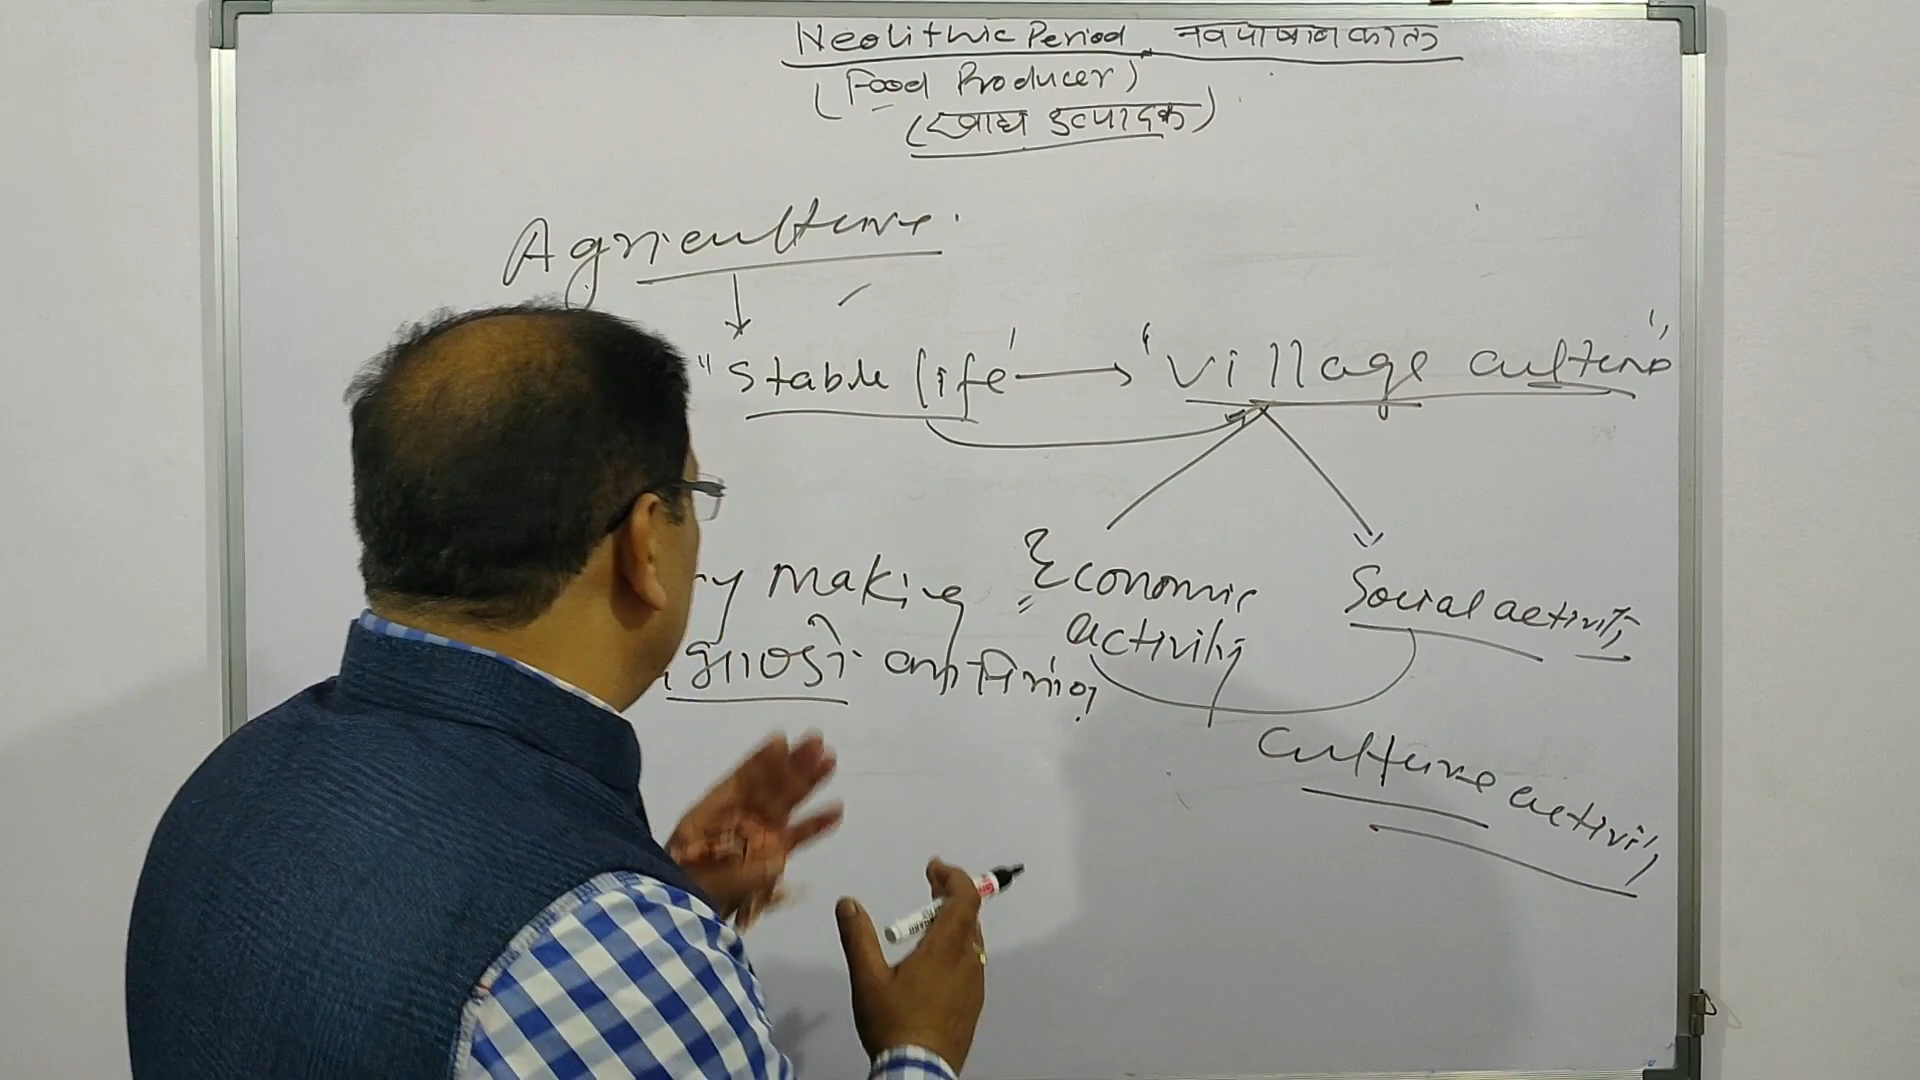 Neolithic Period नवपाषाण काल
(Food Producer)
(खाद्य उत्पादक)
Agriculture.
"Stable life' → 'Village culture'
ry making
Economic activity
Social activity
Culture activity